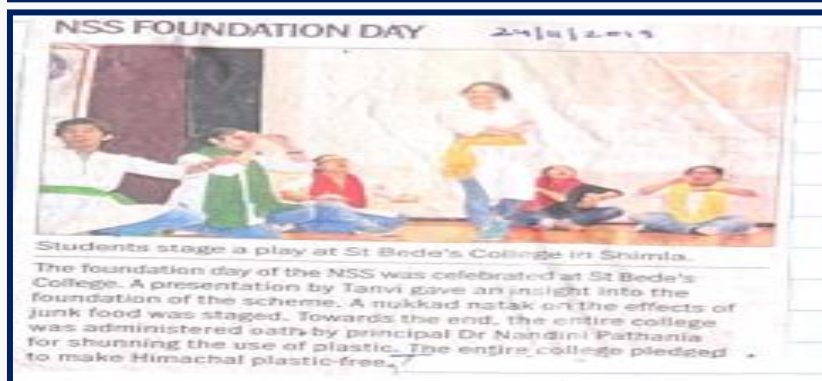 NSS FOUNDATION DAY 24/11/2019
Students stage a play at St Bede's College in Shimla.
The foundation day of the NSS was celebrated at St Bede's
College. A presentation by Tanvi gave an insight into the
foundation of the scheme. A nukkad natak on the effects of
junk food was staged. Towards the end, the entire college
was administered oath by principal Dr Nandini Pathania
for shunning the use of plastic. The entire college pledged
to make Himachal plastic-free.